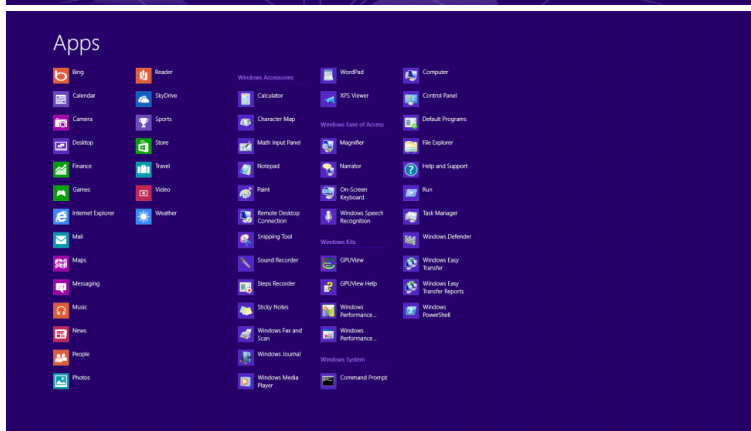 Apps
Bing
Calendar
Camera
Desktop
Finance
Games
Internet Explorer
Mail
Maps
Messaging
Music
News
People
Photos
Reader
SkyDrive
Sports
Store
Travel
Video
Weather
Windows Accessories
Calculator
Character Map
Math Input Panel
Notepad
Paint
Remote Desktop
Connection
Snipping Tool
Sound Recorder
Steps Recorder
Sticky Notes
Windows Fax and
Scan
Windows Journal
Windows Media
Player
WordPad
XPS Viewer
Windows Ease of Access
Magnifier
Narrator
On-Screen
Keyboard
Windows Speech
Recognition
Windows Kits
GPUView
GPUView Help
Windows
Performance...
Windows
Performance...
Windows System
Command Prompt
Computer
Control Panel
Default Programs
File Explorer
Help and Support
Run
Task Manager
Windows Defender
Windows Easy
Transfer
Windows Easy
Transfer Reports
Windows
PowerShell